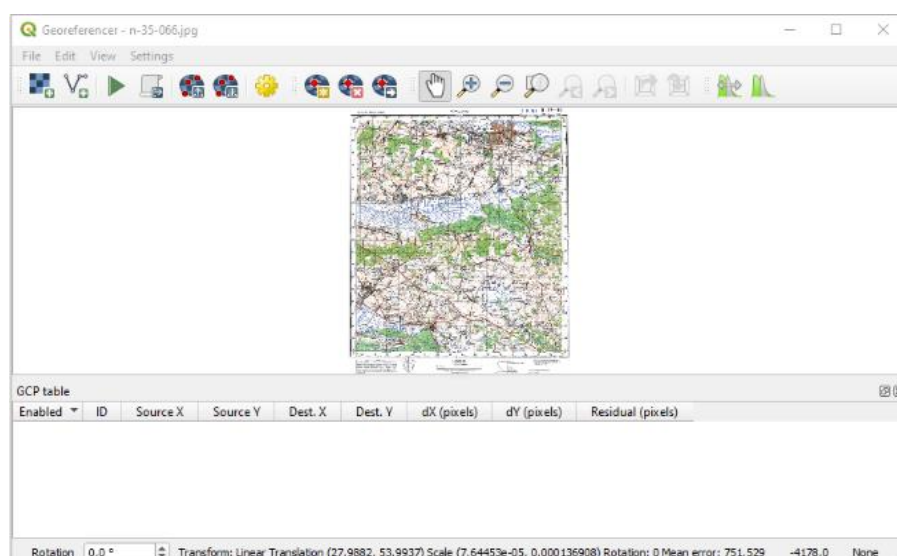 Georeferencer - n-35-066.jpg
File Edit View Settings
GCP table
Enabled ID Source X Source Y Dest. X Dest. Y dX (pixels) dY (pixels) Residual (pixels)
Rotation 0,0 ° Transform: Linear Translation (27.9882, 53.9937) Scale (7.64453e-05, 0.000136908) Rotation: 0 Mean error: 751.529 -4178,0 None